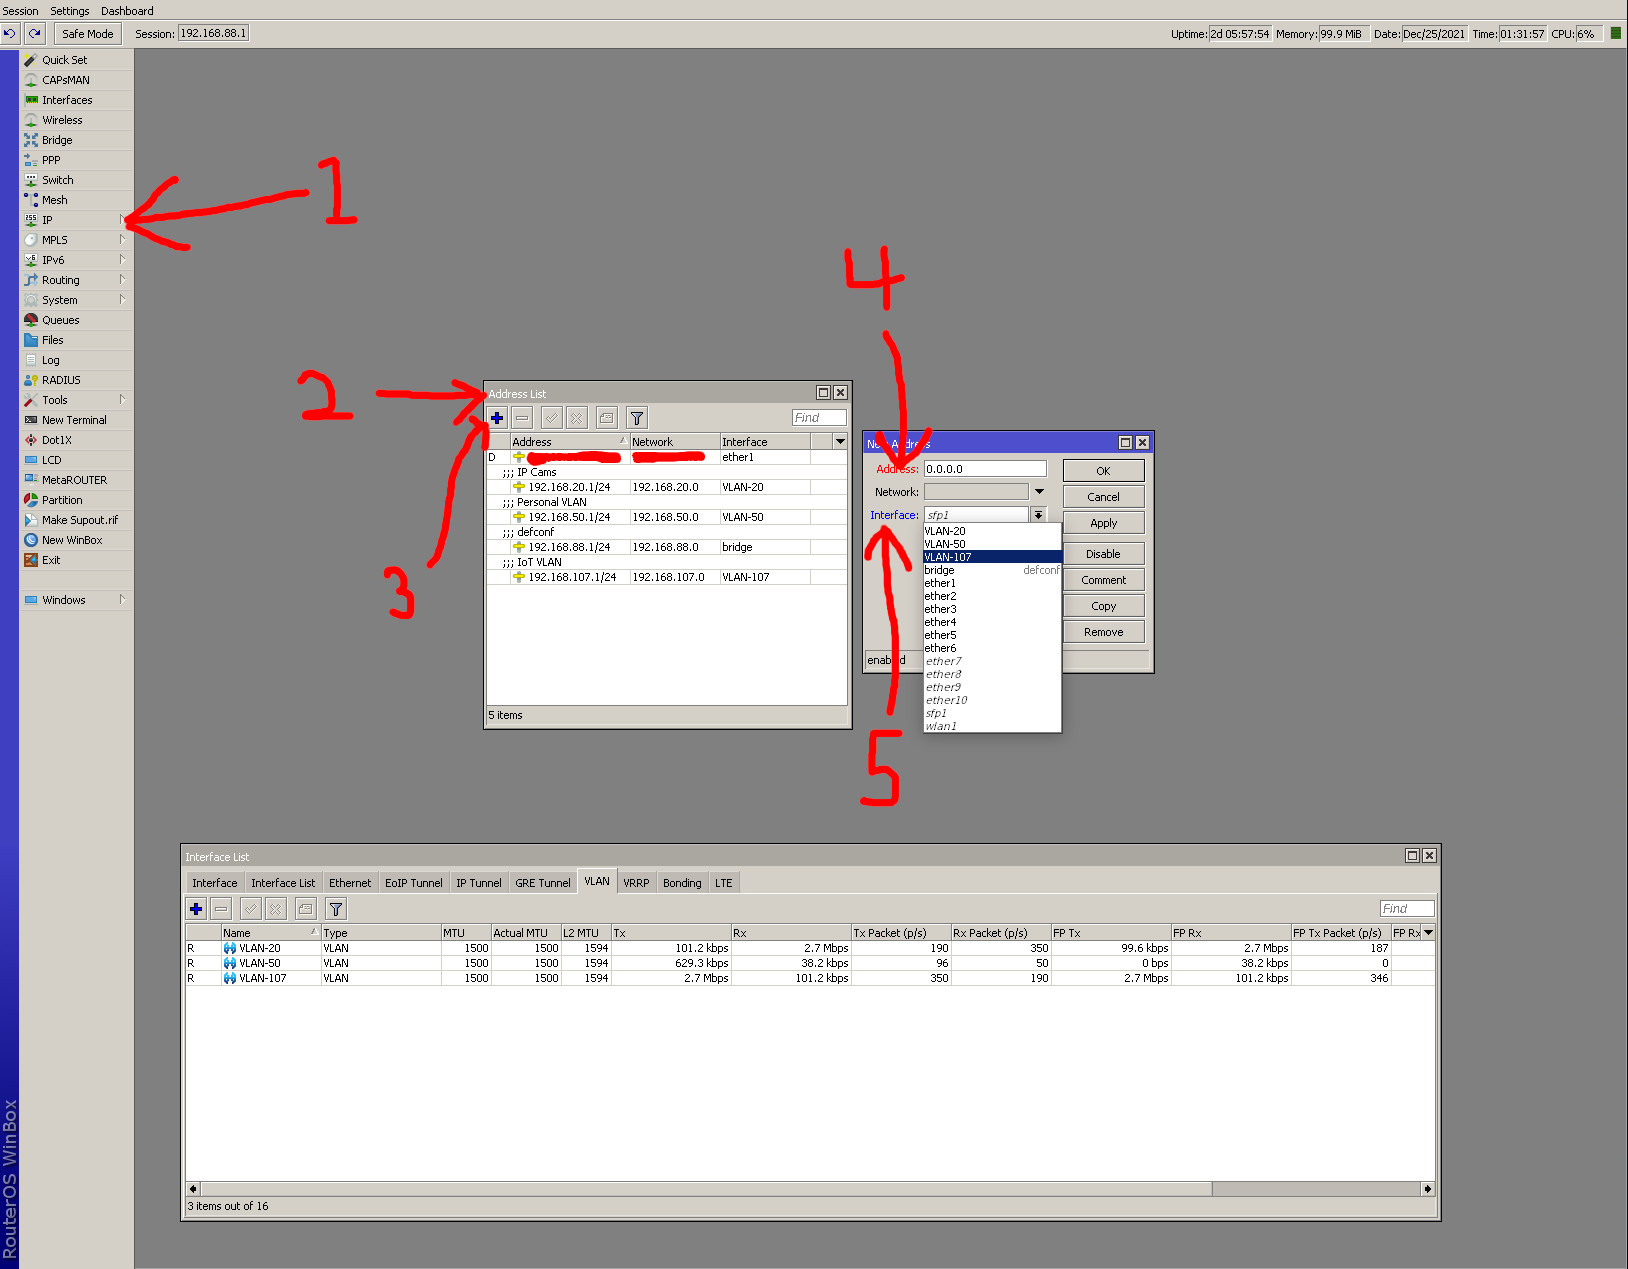 Session Settings Dashboard
Safe Mode Session: 192.168.88.1 Uptime: 2d 05:57:54 Memory: 99.9 MiB Date: Dec/25/2021 Time: 01:31:57 CPU: 6%
Quick Set
CAPsMAN
Interfaces
Wireless
Bridge
PPP
Switch
Mesh
IP
MPLS
IPv6
Routing
System
Queues
Files
Log
RADIUS
Tools
New Terminal
Dot1X
LCD
MetaROUTER
Partition
Make Supout.rif
New WinBox
Exit
Windows
RouterOS WinBox
1
2
3
4
5
Address List
Find
Address Network Interface
D ether1
;;; IP Cams
192.168.20.1/24 192.168.20.0 VLAN-20
;;; Personal VLAN
192.168.50.1/24 192.168.50.0 VLAN-50
;;; defconf
192.168.88.1/24 192.168.88.0 bridge
;;; IoT VLAN
192.168.107.1/24 192.168.107.0 VLAN-107
5 items
New Address
Address: 0.0.0.0
Network:
Interface: sfp1
VLAN-20
VLAN-50
VLAN-107
bridge defconf
ether1
ether2
ether3
ether4
ether5
ether6
ether7
ether8
ether9
ether10
sfp1
wlan1
OK
Cancel
Apply
Disable
Comment
Copy
Remove
enabled
Interface List
Interface Interface List Ethernet EoIP Tunnel IP Tunnel GRE Tunnel VLAN VRRP Bonding LTE
Find
Name Type MTU Actual MTU L2 MTU Tx Rx Tx Packet (p/s) Rx Packet (p/s) FP Tx FP Rx FP Tx Packet (p/s) FP Rx
R VLAN-20 VLAN 1500 1500 1594 101.2 kbps 2.7 Mbps 190 350 99.6 kbps 2.7 Mbps 187
R VLAN-50 VLAN 1500 1500 1594 629.3 kbps 38.2 kbps 96 50 0 bps 38.2 kbps 0
R VLAN-107 VLAN 1500 1500 1594 2.7 Mbps 101.2 kbps 350 190 2.7 Mbps 101.2 kbps 346
3 items out of 16